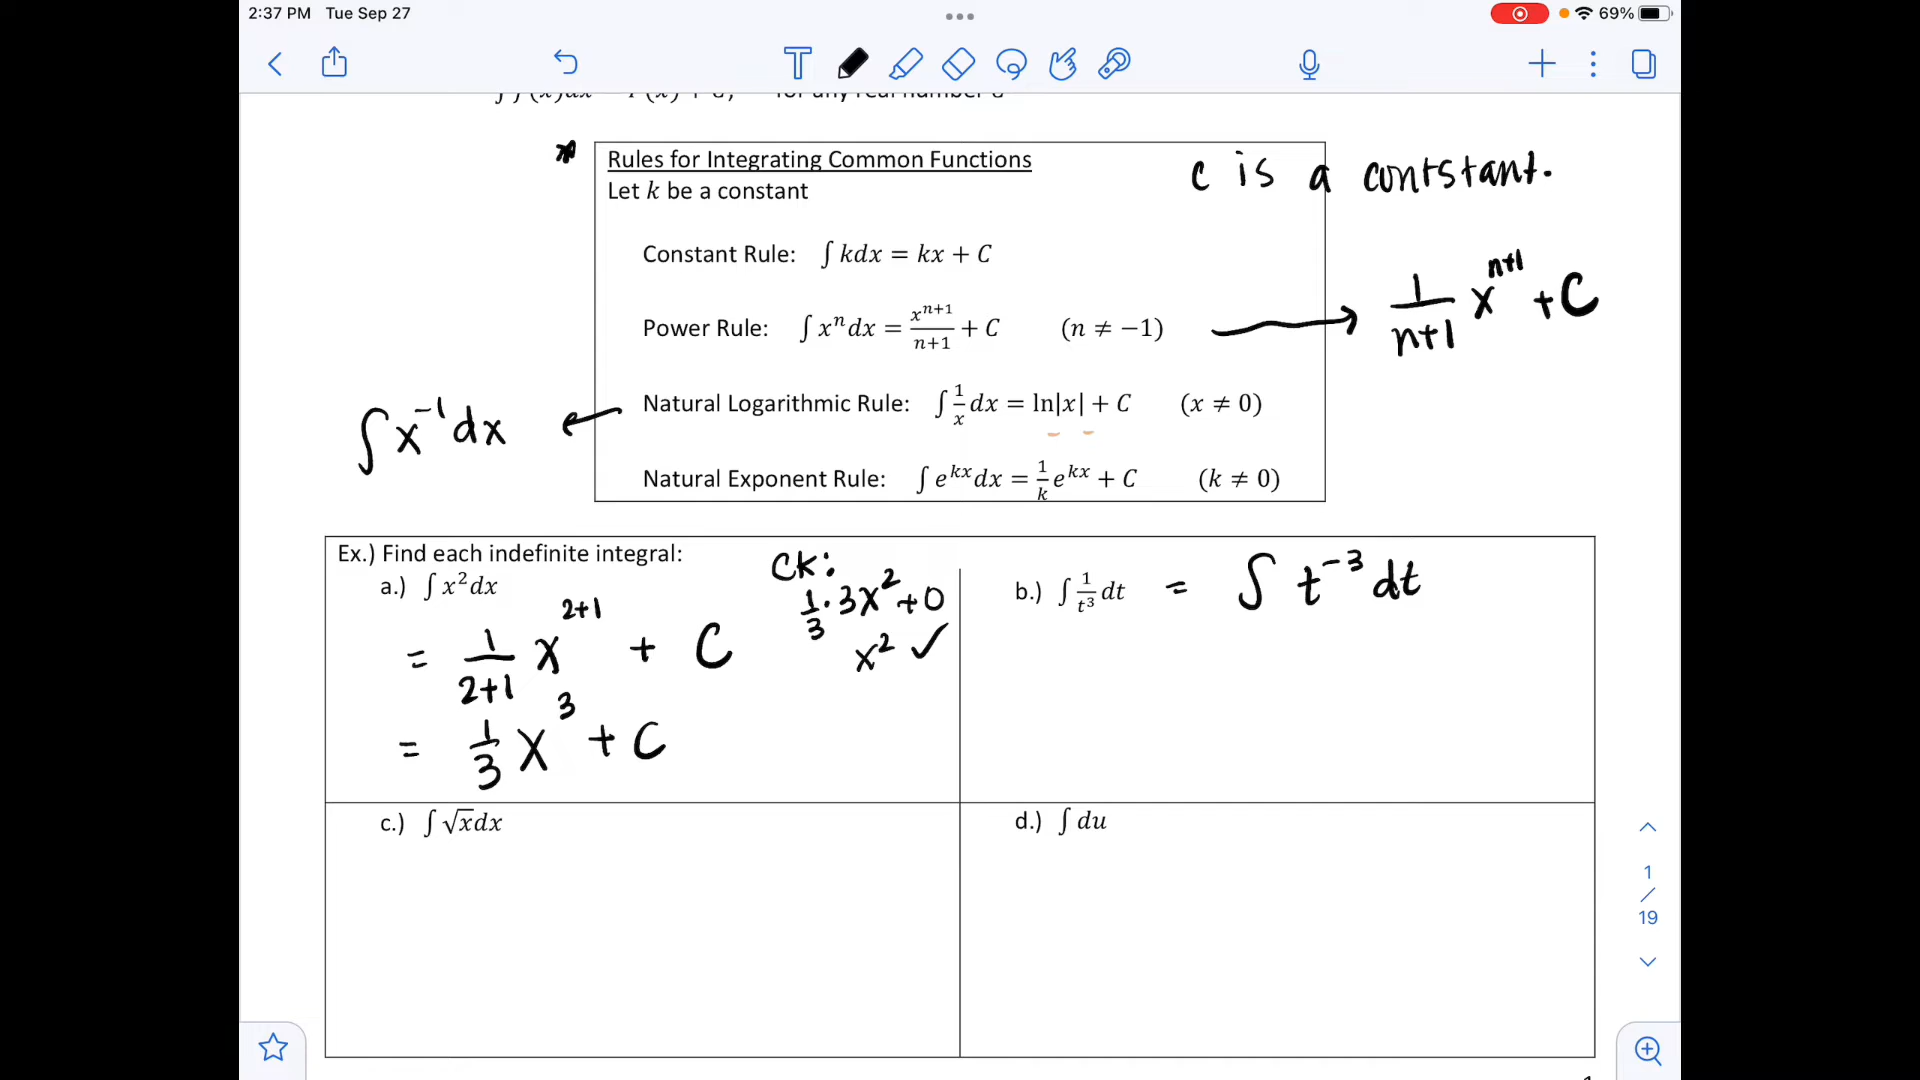 2:37 PM Tue Sep 27
69%
* Rules for Integrating Common Functions
Let k be a constant
c is a contstant.
Constant Rule: ∫ kdx = kx + C
Power Rule: ∫ xⁿdx = xⁿ⁺¹/n+1 + C (n ≠ −1) → 1/n+1 xⁿ⁺¹ + C
Natural Logarithmic Rule: ∫ 1/x dx = ln|x| + C (x ≠ 0)
∫ x⁻¹ dx ←
Natural Exponent Rule: ∫ eᵏˣdx = 1/k eᵏˣ + C (k ≠ 0)
Ex.) Find each indefinite integral:
a.) ∫ x²dx
= 1/2+1 x²⁺¹ + C
= 1/3 x³ + C
CK:
1/3 · 3x² + 0
x² ✓
b.) ∫ 1/t³ dt = ∫ t⁻³ dt
c.) ∫ √x dx
d.) ∫ du
1
/
19